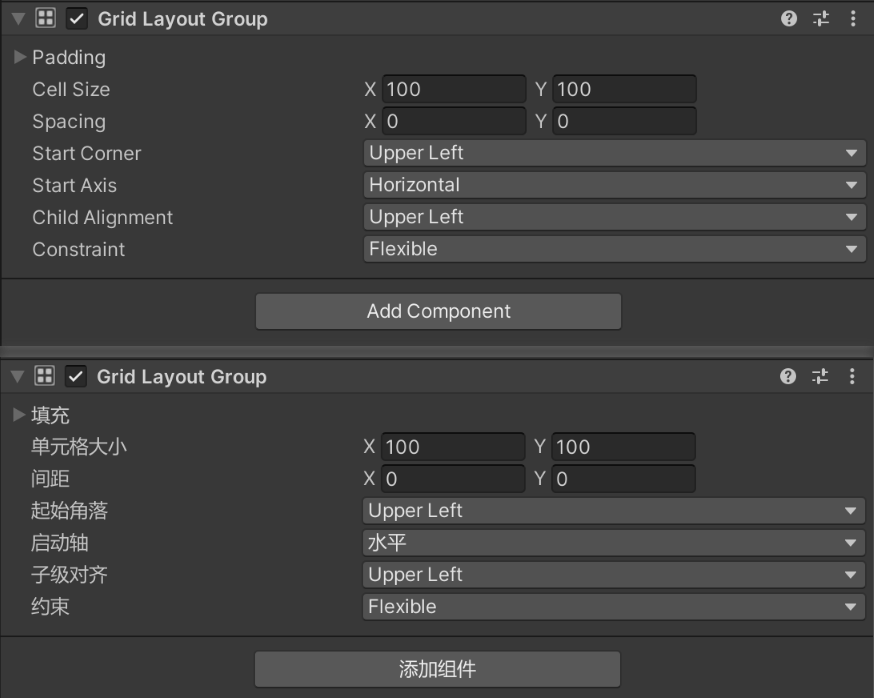 Grid Layout Group
Padding
Cell Size X 100 Y 100
Spacing X 0 Y 0
Start Corner Upper Left
Start Axis Horizontal
Child Alignment Upper Left
Constraint Flexible
Add Component
Grid Layout Group
填充
单元格大小 X 100 Y 100
间距 X 0 Y 0
起始角落 Upper Left
启动轴 水平
子级对齐 Upper Left
约束 Flexible
添加组件